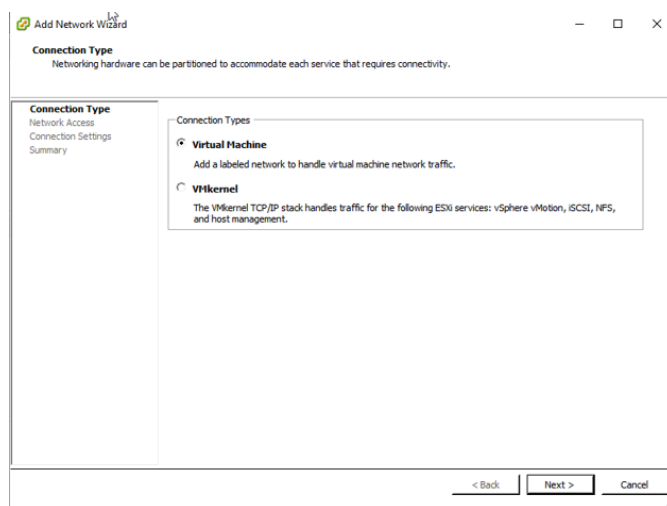 Add Network Wizard
Connection Type
Networking hardware can be partitioned to accommodate each service that requires connectivity.
Connection Type
Network Access
Connection Settings
Summary
Connection Types
Virtual Machine
Add a labeled network to handle virtual machine network traffic.
VMkernel
The VMkernel TCP/IP stack handles traffic for the following ESXi services: vSphere vMotion, iSCSI, NFS,
and host management.
< Back Next > Cancel